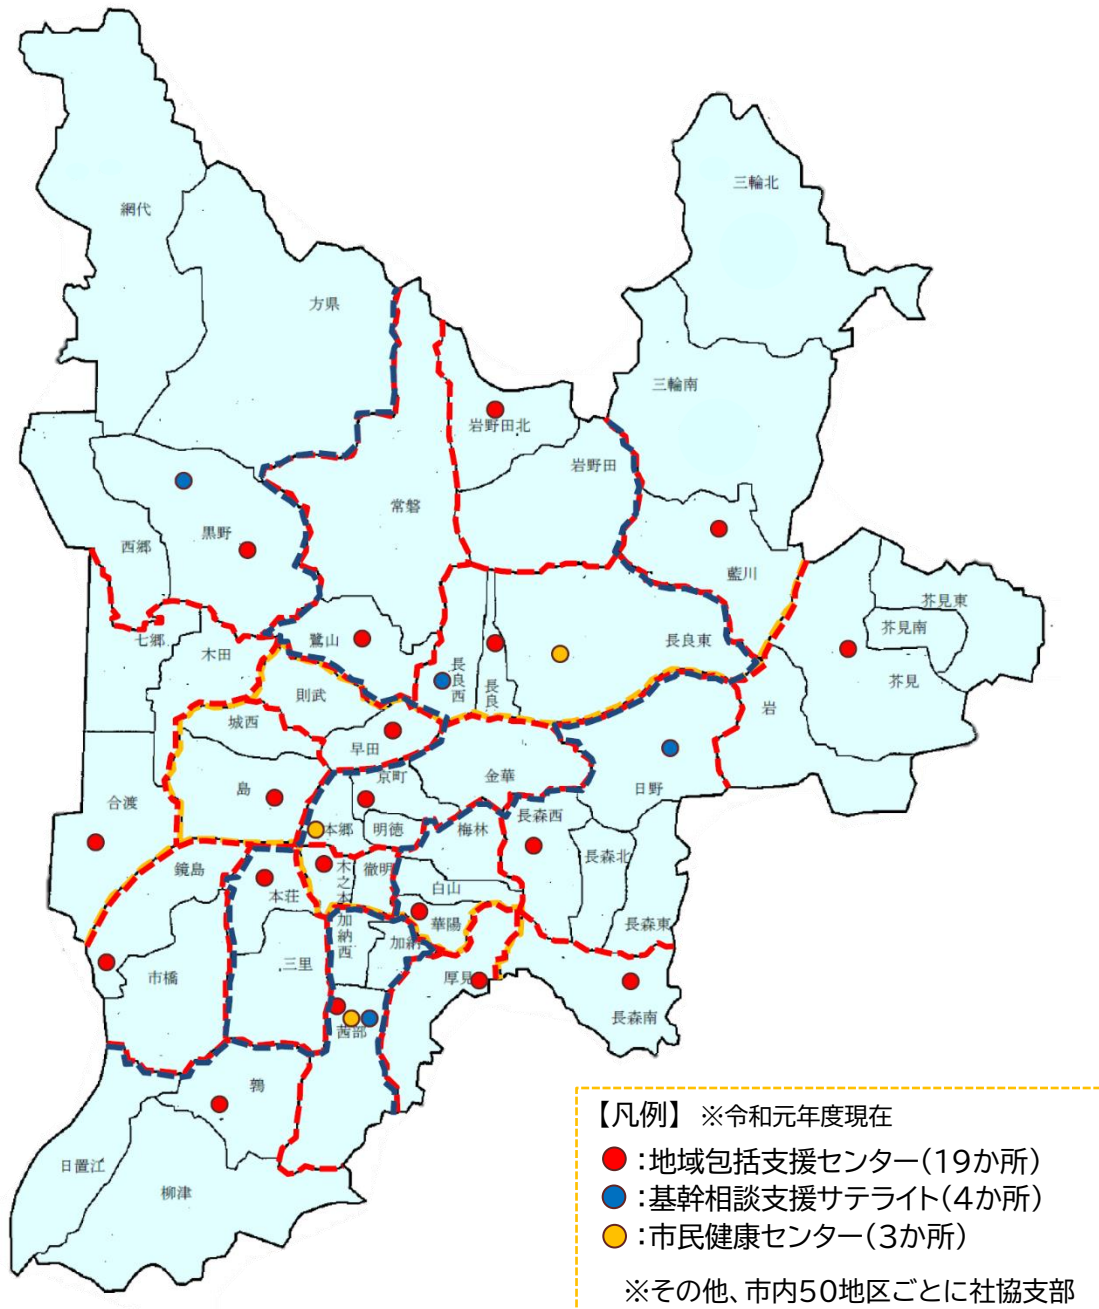 網代
三輪北
方県
三輪南
岩野田北
岩野田
常磐
黒野
西郷
藍川
芥見東
芥見南
七郷
木田
鷺山
長良西
長良
長良東
芥見
則武
岩
城西
早田
京町
金華
日野
島
合渡
本郷
明徳
梅林
長森西
長森北
鏡島
本荘
木之本
徹明
白山
華陽
長森東
加納西
加納
三里
市橋
厚見
茜部
長森南
鶉
日置江
柳津
【凡例】 ※令和元年度現在
:地域包括支援センター(19か所)
:基幹相談支援サテライト(4か所)
:市民健康センター(3か所)
※その他、市内50地区ごとに社協支部